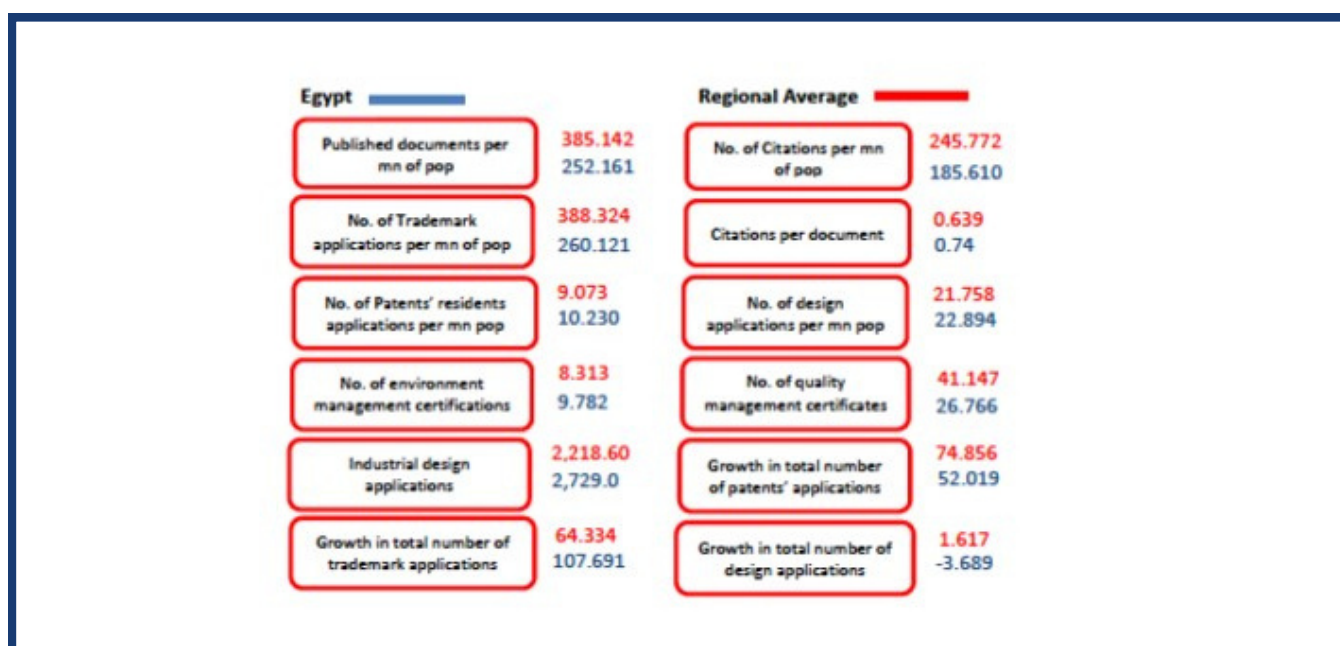 Egypt
Regional Average
Published documents per
mn of pop
385.142
252.161
No. of Citations per mn
of pop
245.772
185.610
No. of Trademark
applications per mn of pop
388.324
260.121
Citations per document
0.639
0.74
No. of Patents' residents
applications per mn pop
9.073
10.230
No. of design
applications per mn pop
21.758
22.894
No. of environment
management certifications
8.313
9.782
No. of quality
management certificates
41.147
26.766
Industrial design
applications
2,218.60
2,729.0
Growth in total number
of patents' applications
74.856
52.019
Growth in total number of
trademark applications
64.334
107.691
Growth in total number of
design applications
1.617
-3.689